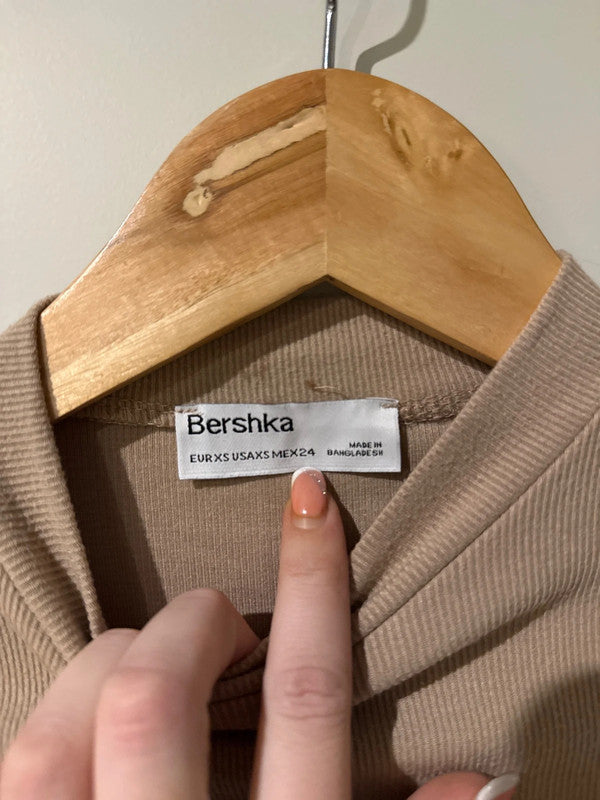 Bershka
EUR XS USA XS MEX 24
MADE IN
BANGLADESH